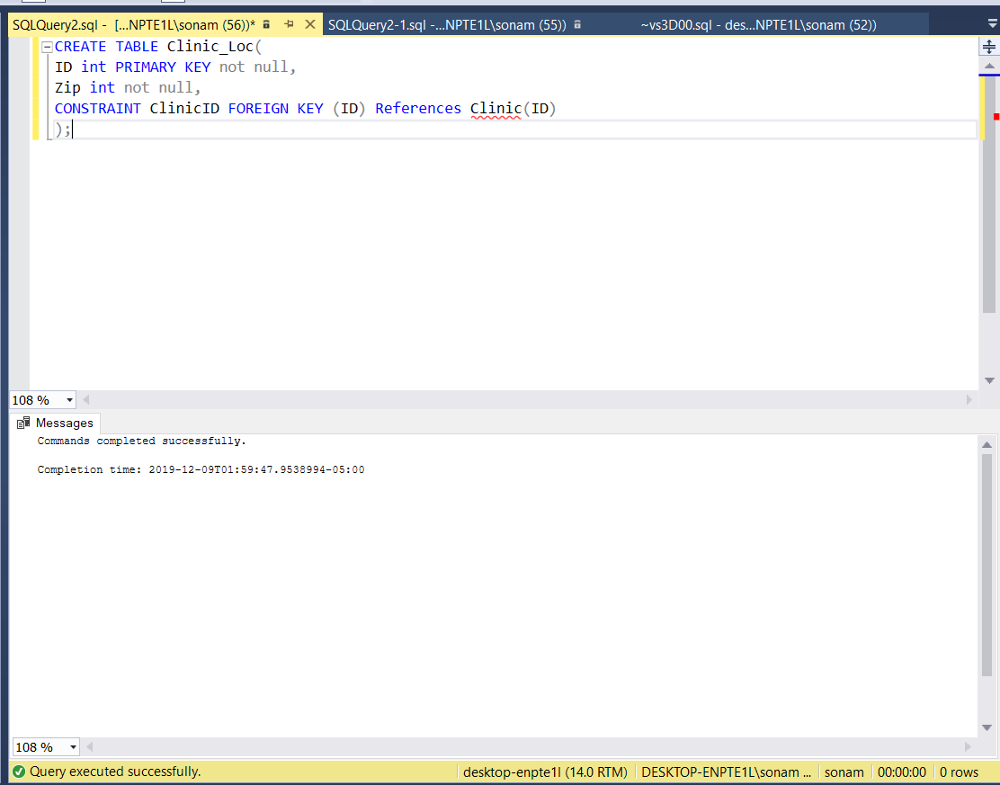 SQLQuery2.sql - [...NPTE1L\sonam (56))* SQLQuery2-1.sql -...NPTE1L\sonam (55)) ~vs3D00.sql - des...NPTE1L\sonam (52))
CREATE TABLE Clinic_Loc(
ID int PRIMARY KEY not null,
Zip int not null,
CONSTRAINT ClinicID FOREIGN KEY (ID) References Clinic(ID)
);
108 %
Messages
Commands completed successfully.
Completion time: 2019-12-09T01:59:47.9538994-05:00
108 %
Query executed successfully. desktop-enpte1l (14.0 RTM) DESKTOP-ENPTE1L\sonam ... sonam 00:00:00 0 rows